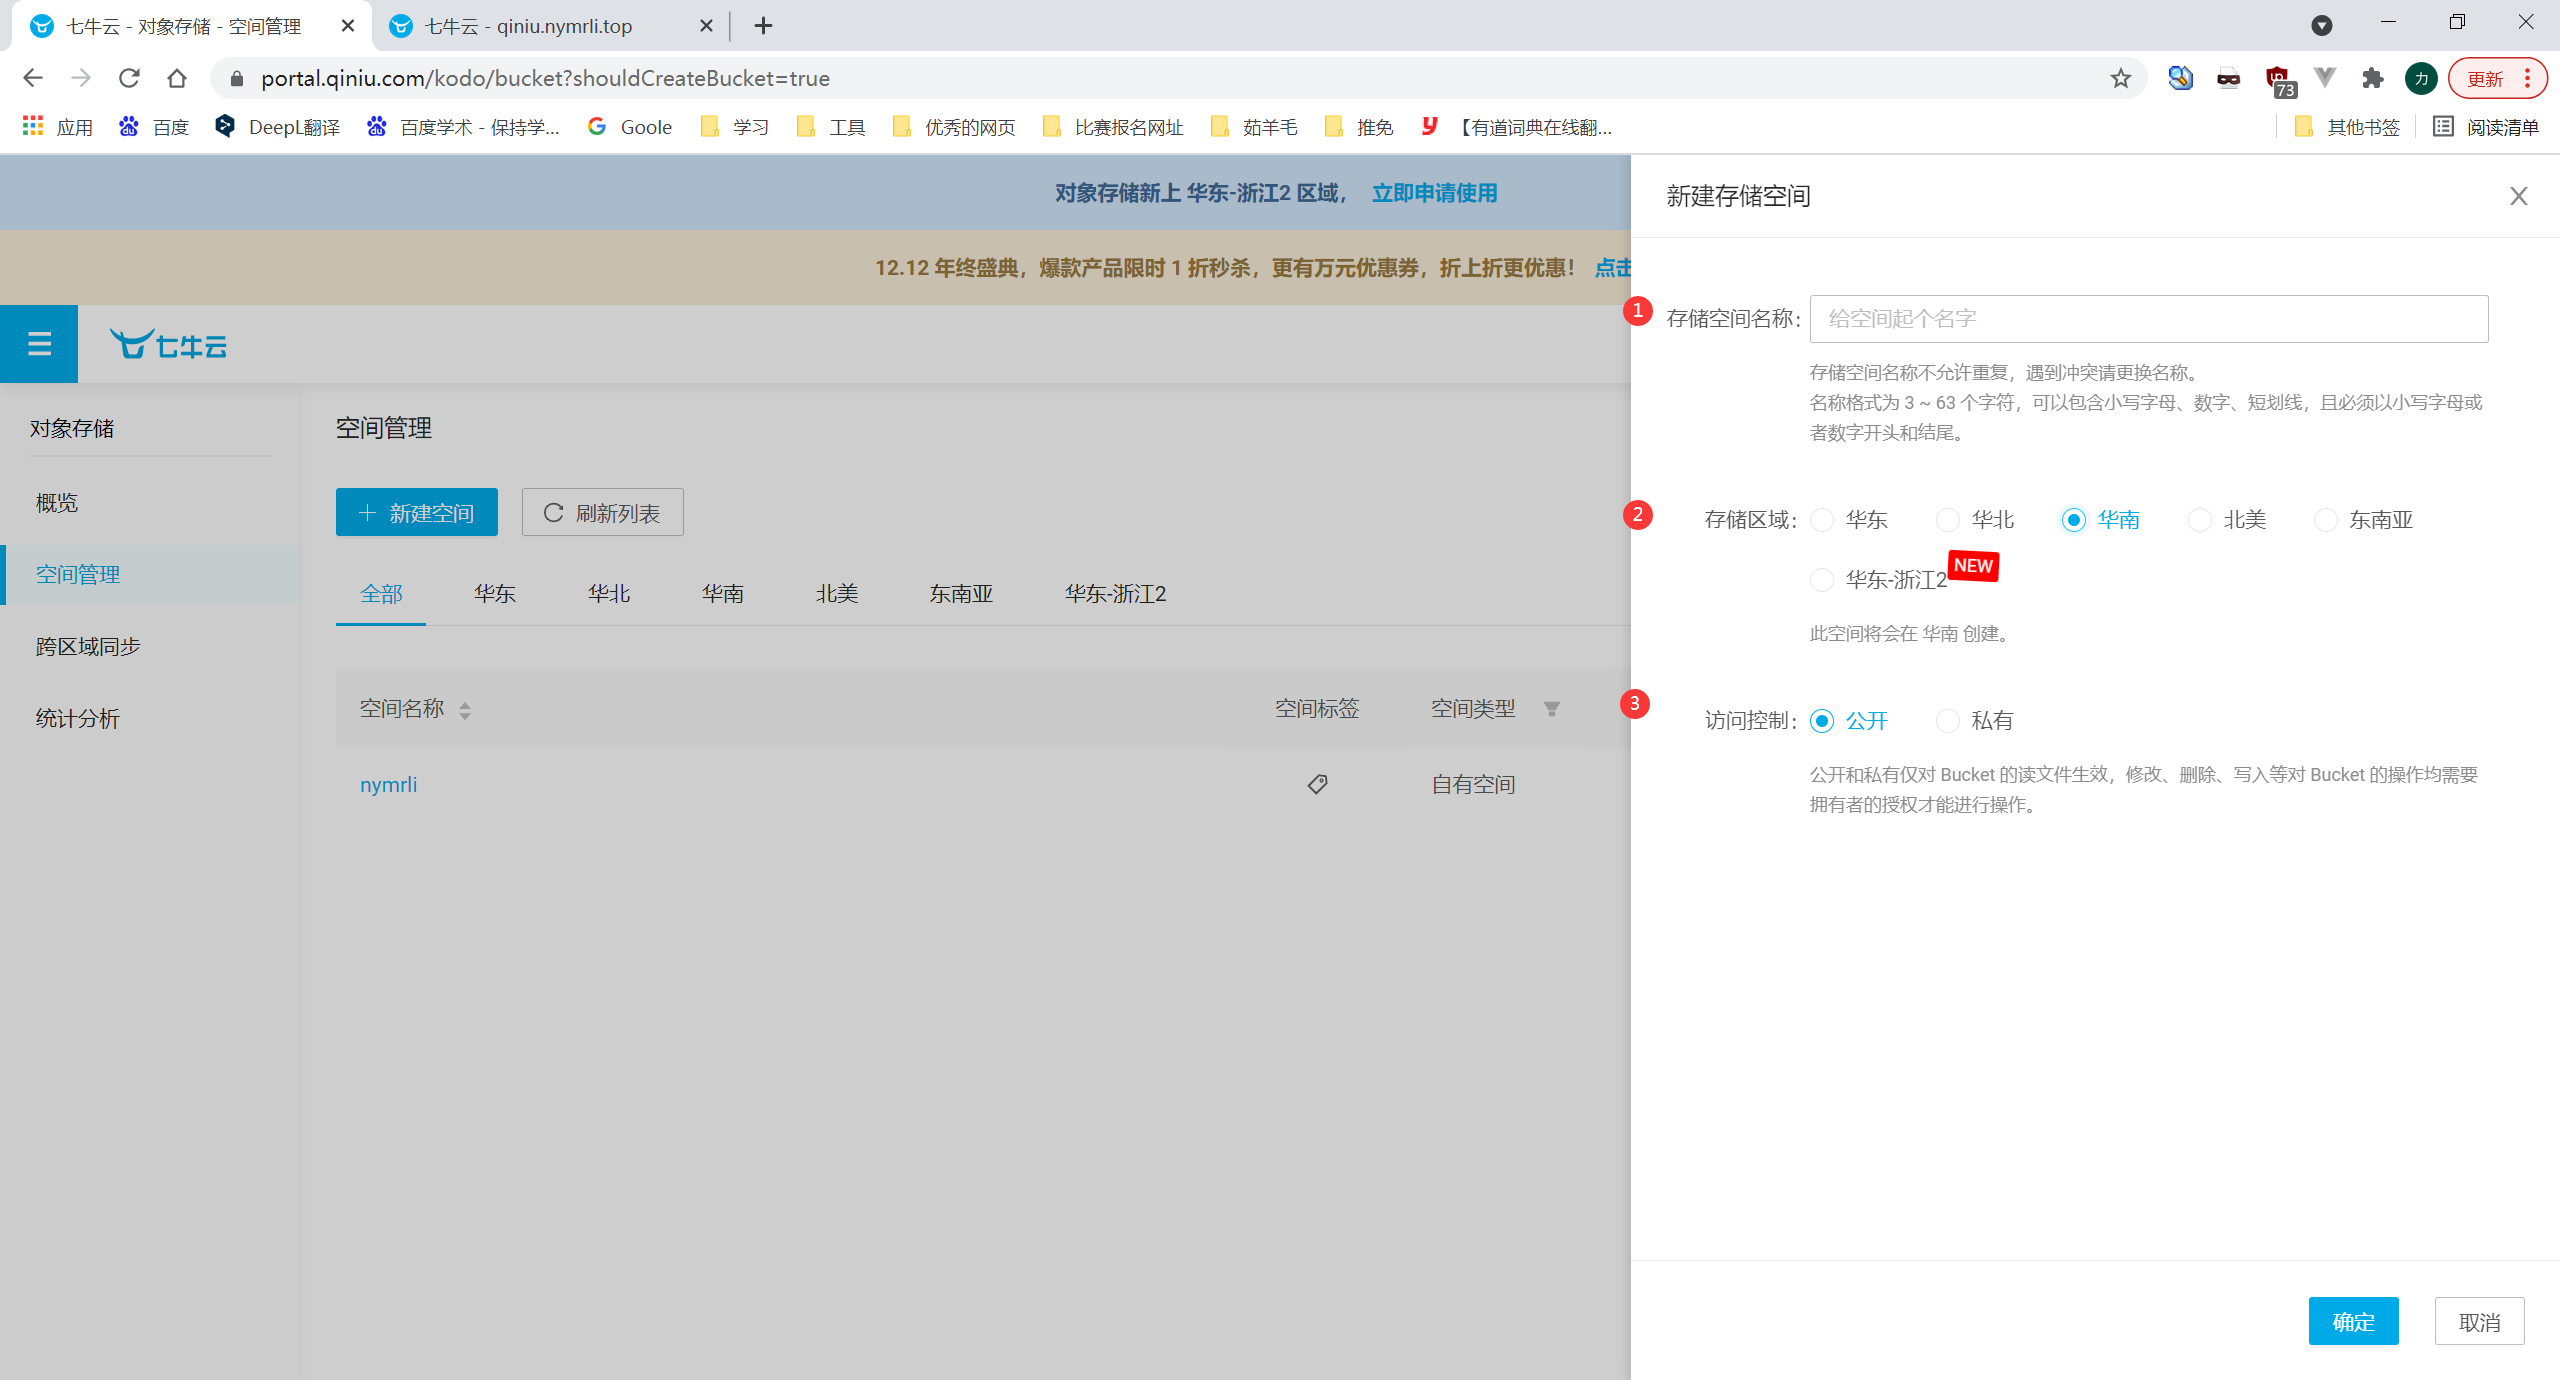 七牛云 - 对象存储 - 空间管理
七牛云 - qiniu.nymrli.top
portal.qiniu.com/kodo/bucket?shouldCreateBucket=true
73
力
更新
应用
百度
DeepL翻译
百度学术 - 保持学...
Goole
学习
工具
优秀的网页
比赛报名网址
茹羊毛
推免
【有道词典在线翻...
其他书签
阅读清单
对象存储新上 华东-浙江2 区域， 立即申请使用
12.12 年终盛典，爆款产品限时 1 折秒杀，更有万元优惠券，折上折更优惠！ 点击
七牛云
对象存储
概览
空间管理
跨区域同步
统计分析
空间管理
新建空间
刷新列表
全部 华东 华北 华南 北美 东南亚 华东-浙江2
空间名称 空间标签 空间类型
nymrli 自有空间
新建存储空间
1 存储空间名称： 给空间起个名字
存储空间名称不允许重复，遇到冲突请更换名称。
名称格式为 3 ~ 63 个字符，可以包含小写字母、数字、短划线，且必须以小写字母或
者数字开头和结尾。
2 存储区域： 华东 华北 华南 北美 东南亚
华东-浙江2 NEW
此空间将会在 华南 创建。
3 访问控制： 公开 私有
公开和私有仅对 Bucket 的读文件生效，修改、删除、写入等对 Bucket 的操作均需要
拥有者的授权才能进行操作。
确定 取消